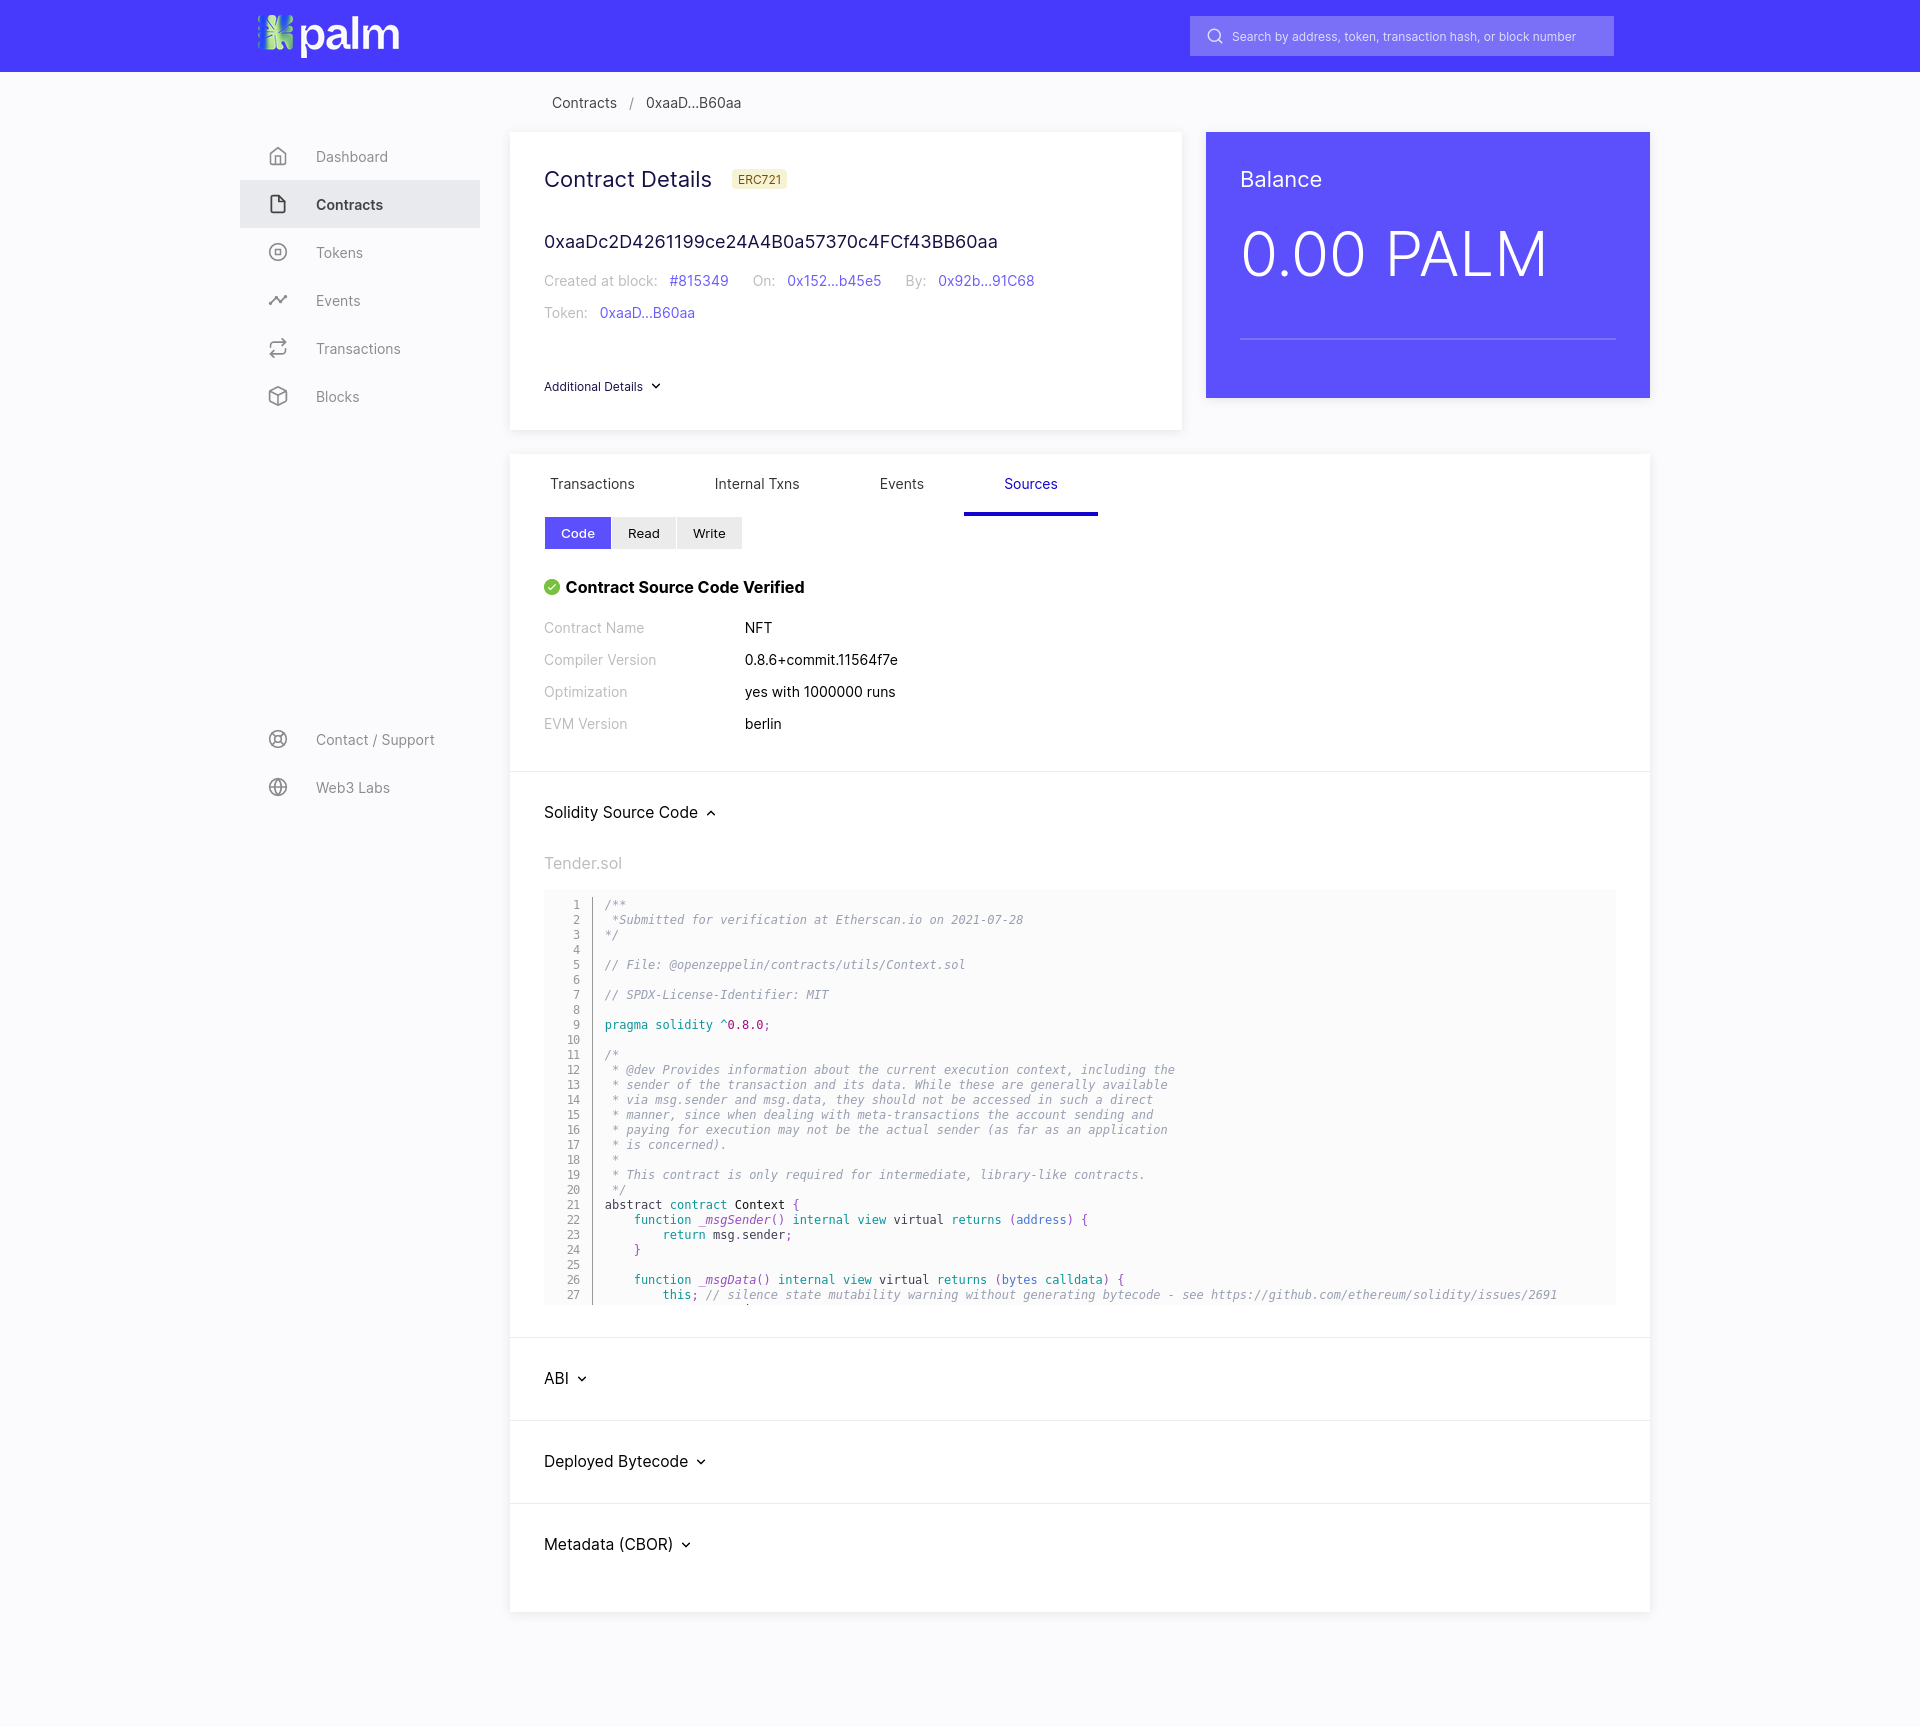 palm
Search by address, token, transaction hash, or block number
Contracts / 0xaaD...B60aa
Dashboard
Contracts
Tokens
Events
Transactions
Blocks
Contact / Support
Web3 Labs
Contract Details ERC721
0xaaDc2D4261199ce24A4B0a57370c4FCf43BB60aa
Created at block: #815349 On: 0x152...b45e5 By: 0x92b...91C68
Token: 0xaaD...B60aa
Additional Details
Balance
0.00 PALM
Transactions Internal Txns Events Sources
Code Read Write
Contract Source Code Verified
Contract Name NFT
Compiler Version 0.8.6+commit.11564f7e
Optimization yes with 1000000 runs
EVM Version berlin
Solidity Source Code
Tender.sol
1 /**
2  *Submitted for verification at Etherscan.io on 2021-07-28
3 */
4
5 // File: @openzeppelin/contracts/utils/Context.sol
6
7 // SPDX-License-Identifier: MIT
8
9 pragma solidity ^0.8.0;
10
11 /*
12  * @dev Provides information about the current execution context, including the
13  * sender of the transaction and its data. While these are generally available
14  * via msg.sender and msg.data, they should not be accessed in such a direct
15  * manner, since when dealing with meta-transactions the account sending and
16  * paying for execution may not be the actual sender (as far as an application
17  * is concerned).
18  *
19  * This contract is only required for intermediate, library-like contracts.
20  */
21 abstract contract Context {
22     function _msgSender() internal view virtual returns (address) {
23         return msg.sender;
24     }
25
26     function _msgData() internal view virtual returns (bytes calldata) {
27         this; // silence state mutability warning without generating bytecode - see https://github.com/ethereum/solidity/issues/2691
ABI
Deployed Bytecode
Metadata (CBOR)